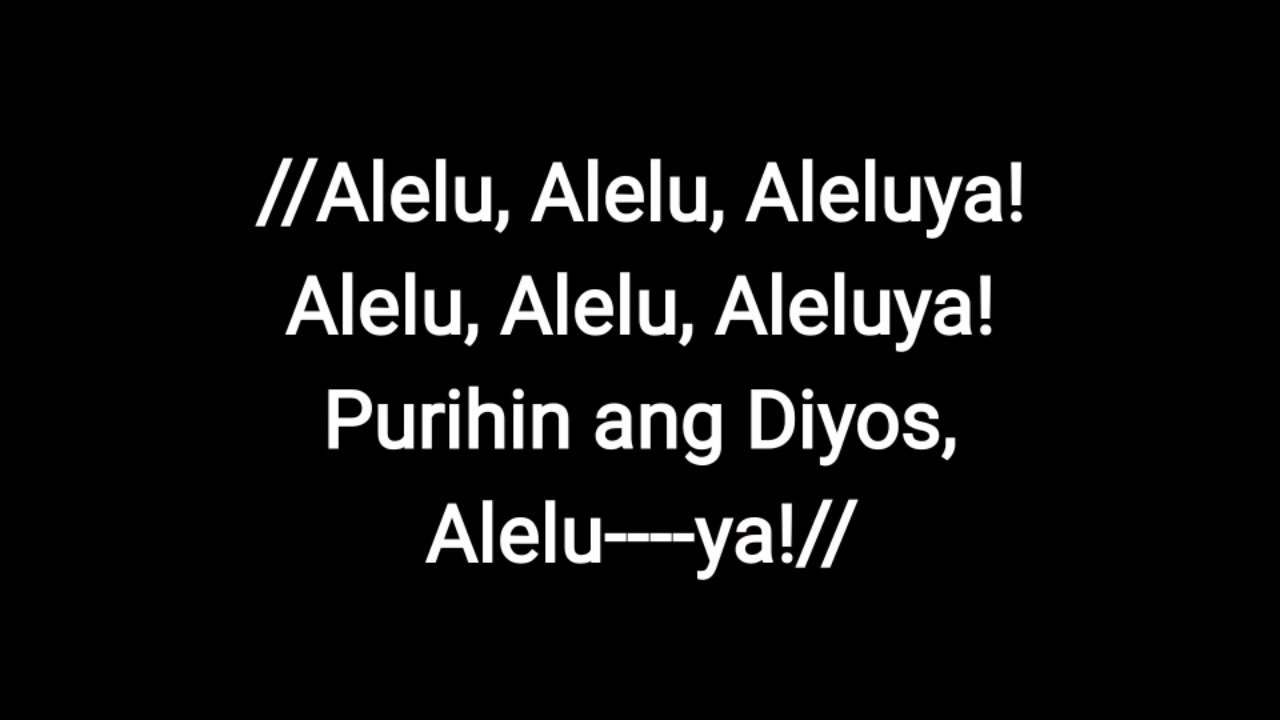 //Alelu, Alelu, Aleluya!
Alelu, Alelu, Aleluya!
Purihin ang Diyos,
Alelu----ya!//